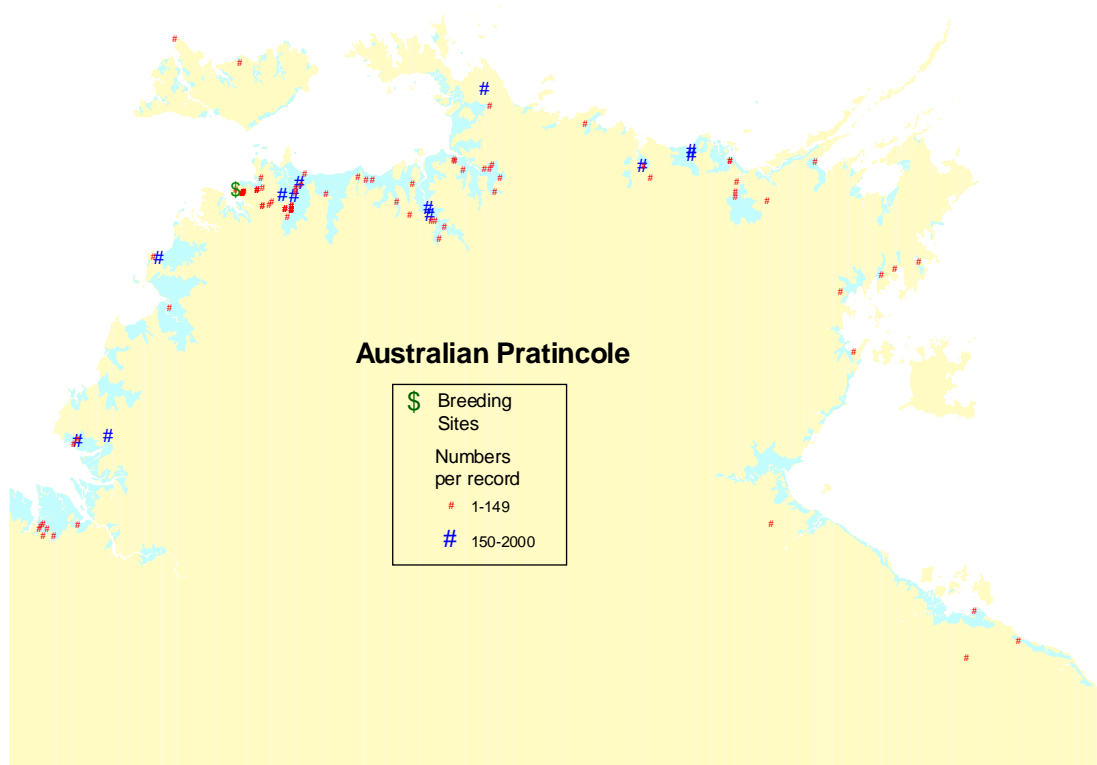 Australian Pratincole
$ Breeding
Sites
Numbers
per record
# 1-149
# 150-2000